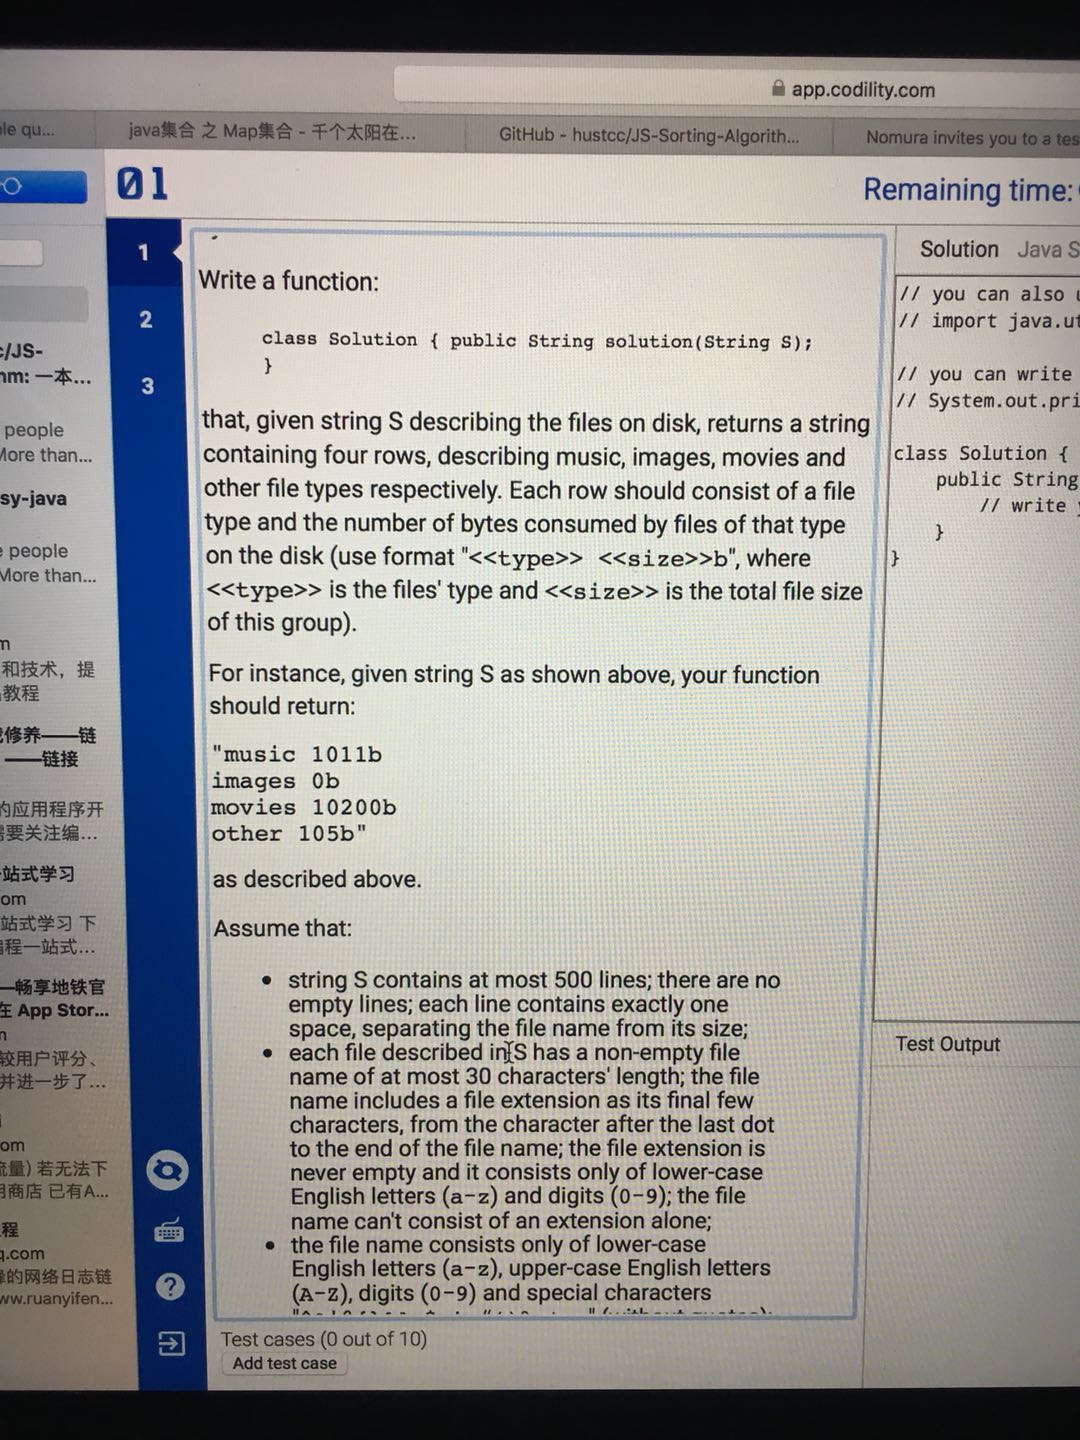 app.codility.com
le qu...
java集合 之 Map集合 - 千个太阳在...
GitHub - hustcc/JS-Sorting-Algorith...
Nomura invites you to a tes
01
Remaining time:
1
2
3
Write a function:
class Solution { public String solution(String S);
}
that, given string S describing the files on disk, returns a string
containing four rows, describing music, images, movies and
other file types respectively. Each row should consist of a file
type and the number of bytes consumed by files of that type
on the disk (use format "<<type>> <<size>>b", where
<<type>> is the files' type and <<size>> is the total file size
of this group).
For instance, given string S as shown above, your function
should return:
"music 1011b
images 0b
movies 10200b
other 105b"
as described above.
Assume that:
• string S contains at most 500 lines; there are no
empty lines; each line contains exactly one
space, separating the file name from its size;
• each file described in S has a non-empty file
name of at most 30 characters' length; the file
name includes a file extension as its final few
characters, from the character after the last dot
to the end of the file name; the file extension is
never empty and it consists only of lower-case
English letters (a-z) and digits (0-9); the file
name can't consist of an extension alone;
• the file name consists only of lower-case
English letters (a-z), upper-case English letters
(A-Z), digits (0-9) and special characters
Test cases (0 out of 10)
Add test case
Solution Java S
// you can also u
// import java.ut
// you can write
// System.out.pri
class Solution {
public String
// write y
}
}
Test Output
c/JS-
hm: 一本...
people
More than...
sy-java
e people
More than...
m
和技术，提
教程
修养——链
——链接
的应用程序开
需要关注编...
一站式学习
om
站式学习 下
程一站式...
—畅享地铁官
在 App Stor...
n
较用户评分、
并进一步了...
om
流量) 若无法下
商店 已有A...
程
q.com
的网络日志链
ww.ruanyifen...